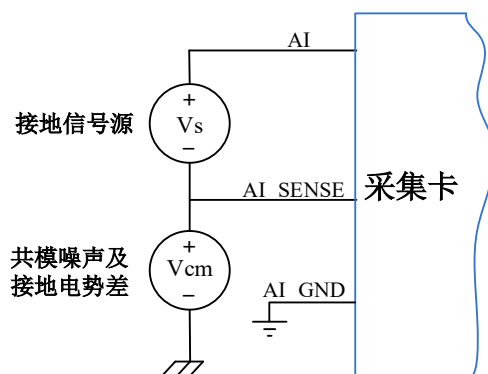 AI
+
接地信号源
Vs
−
AI SENSE
采集卡
+
共模噪声及
接地电势差
Vcm
−
AI GND